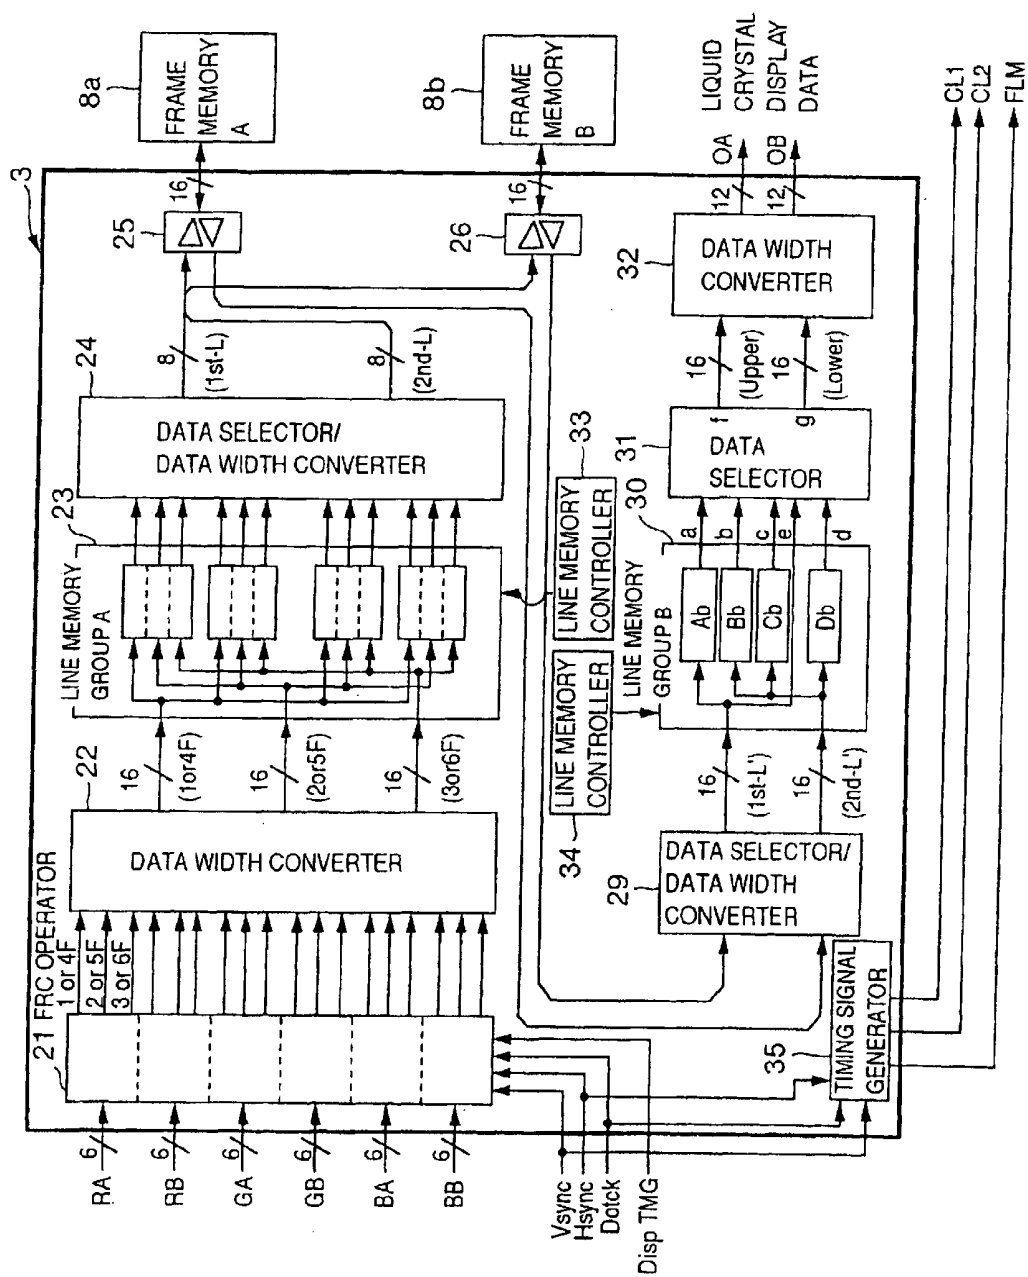 3
21 FRC OPERATOR
RA
6
RB
6
GA
6
GB
6
BA
6
BB
6
1 or 4F
2 or 5F
3 or 6F
22
DATA WIDTH CONVERTER
16
(1or4F)
16
(2or5F)
16
(3or6F)
LINE MEMORY
GROUP A
23
24
DATA SELECTOR/
DATA WIDTH CONVERTER
8
(1st-L)
8
(2nd-L)
25
16
8a
FRAME
MEMORY
A
26
16
8b
FRAME
MEMORY
B
34
LINE MEMORY
CONTROLLER
LINE MEMORY
CONTROLLER
33
Vsync
Hsync
Dotck
Disp TMG
29
DATA SELECTOR/
DATA WIDTH
CONVERTER
16
(1st-L')
16
(2nd-L')
LINE MEMORY
GROUP B
30
Ab
Bb
Cb
Db
a
b
c
e
d
31
DATA
SELECTOR
f
g
16
(Upper)
16
(Lower)
32
DATA WIDTH
CONVERTER
12
OA
12
OB
LIQUID
CRYSTAL
DISPLAY
DATA
35
TIMING SIGNAL
GENERATOR
CL1
CL2
FLM